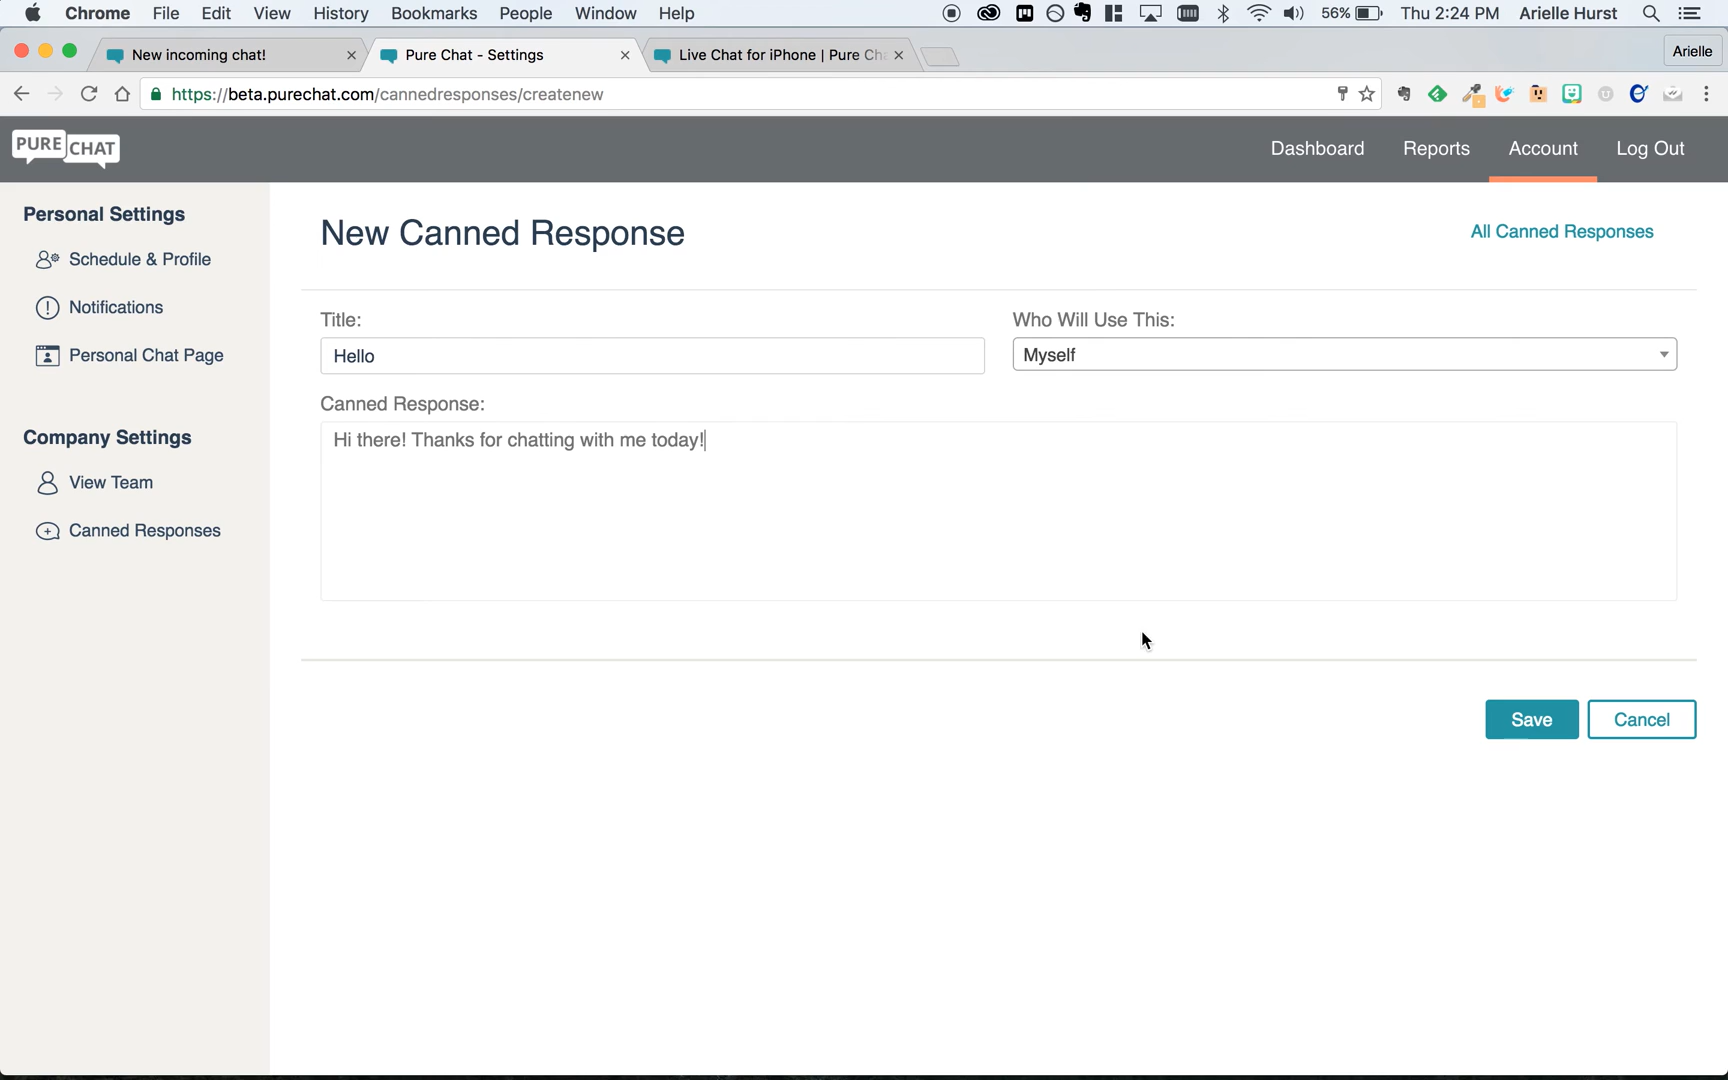 Chrome File Edit View History Bookmarks People Window Help 56% Thu 2:24 PM Arielle Hurst
New incoming chat! Pure Chat - Settings Live Chat for iPhone | Pure Cha Arielle
https://beta.purechat.com/cannedresponses/createnew
PURE CHAT Dashboard Reports Account Log Out
Personal Settings
Schedule & Profile
Notifications
Personal Chat Page
Company Settings
View Team
Canned Responses
New Canned Response All Canned Responses
Title: Who Will Use This:
Hello Myself
Canned Response:
Hi there! Thanks for chatting with me today!
Save Cancel